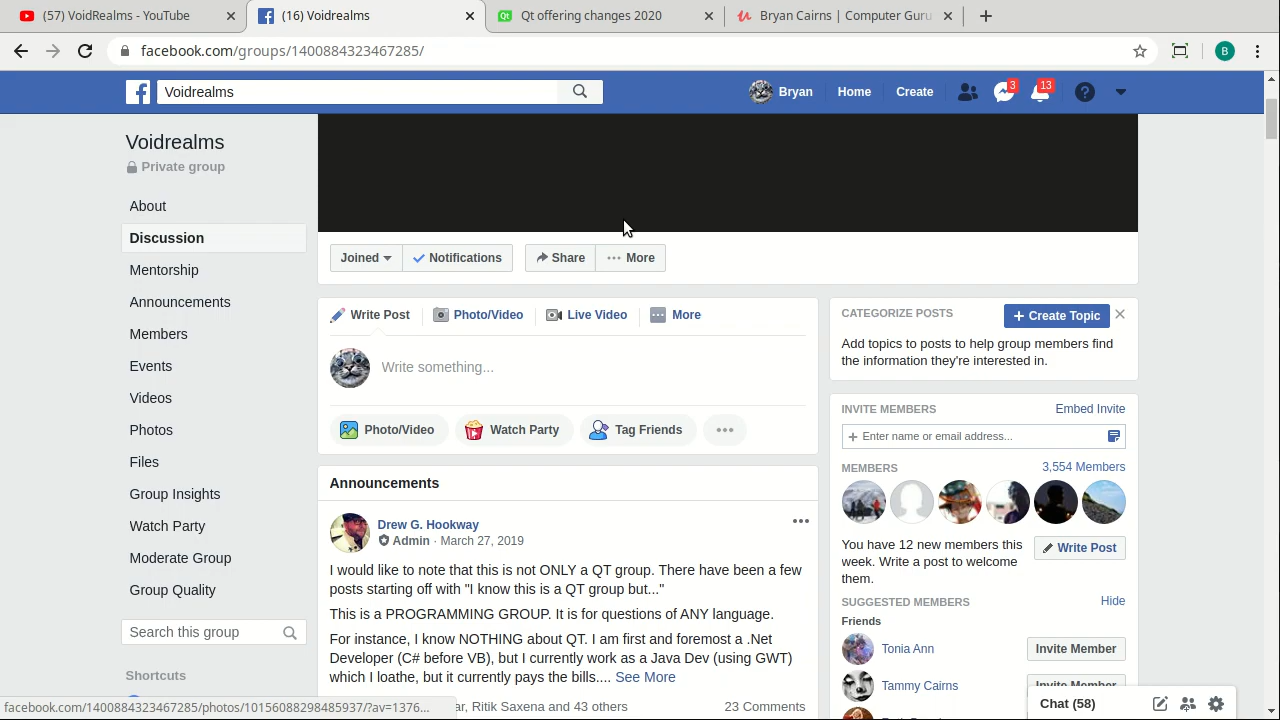 (57) VoidRealms - YouTube
(16) Voidrealms
Qt offering changes 2020
Bryan Cairns | Computer Guru
facebook.com/groups/1400884323467285/
B
Voidrealms
Bryan
Home
Create
3
13
Voidrealms
Private group
About
Discussion
Mentorship
Announcements
Members
Events
Videos
Photos
Files
Group Insights
Watch Party
Moderate Group
Group Quality
Search this group
Shortcuts
Joined
Notifications
Share
More
Write Post
Photo/Video
Live Video
More
Write something...
Photo/Video
Watch Party
Tag Friends
Announcements
Drew G. Hookway
Admin · March 27, 2019
I would like to note that this is not ONLY a QT group. There have been a few
posts starting off with "I know this is a QT group but..."
This is a PROGRAMMING GROUP. It is for questions of ANY language.
For instance, I know NOTHING about QT. I am first and foremost a .Net
Developer (C# before VB), but I currently work as a Java Dev (using GWT)
which I loathe, but it currently pays the bills.... See More
Ritik Saxena and 43 others
23 Comments
CATEGORIZE POSTS
+ Create Topic
Add topics to posts to help group members find
the information they're interested in.
INVITE MEMBERS
Embed Invite
+ Enter name or email address...
MEMBERS
3,554 Members
You have 12 new members this
week. Write a post to welcome
them.
Write Post
SUGGESTED MEMBERS
Hide
Friends
Tonia Ann
Invite Member
Tammy Cairns
Invite Member
Chat (58)
facebook.com/1400884323467285/photos/10156088298485937/?av=1376...